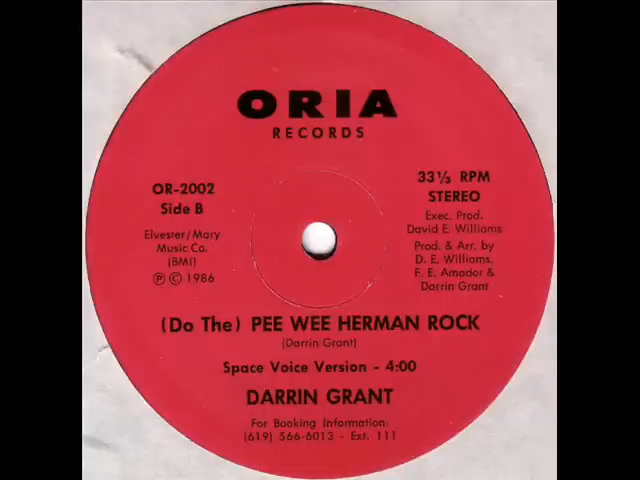 ORIA
RECORDS
OR-2002
Side B
33⅓ RPM
STEREO
Elvester/Mary
Music Co.
(BMI)
Ⓟ © 1986
Exec. Prod.
David E. Williams
Prod. & Arr. by
D. E. Williams,
F. E. Amador &
Darrin Grant
(Do The) PEE WEE HERMAN ROCK
(Darrin Grant)
Space Voice Version - 4:00
DARRIN GRANT
For Booking Information:
(619) 566-6013 - Ext. 111